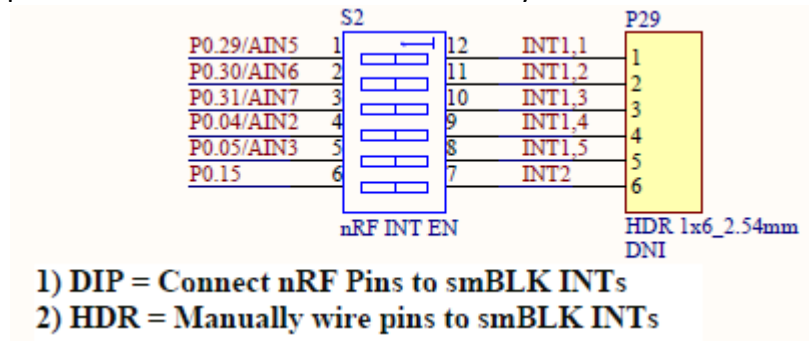 S2 P29
P0.29/AIN5 1 12 INT1,1 1
P0.30/AIN6 2 11 INT1,2 2
P0.31/AIN7 3 10 INT1,3 3
P0.04/AIN2 4 9 INT1,4 4
P0.05/AIN3 5 8 INT1,5 5
P0.15 6 7 INT2 6
nRF INT EN HDR 1x6_2.54mm
DNI
1) DIP = Connect nRF Pins to smBLK INTs
2) HDR = Manually wire pins to smBLK INTs